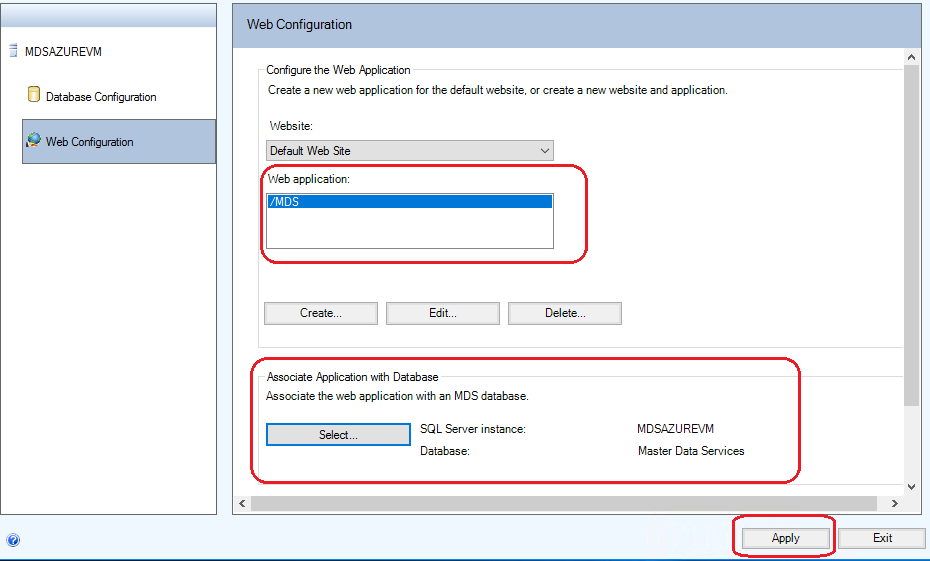 MDSAZUREVM
Database Configuration
Web Configuration
Web Configuration
Configure the Web Application
Create a new web application for the default website, or create a new website and application.
Website:
Default Web Site
Web application:
/MDS
Create...
Edit...
Delete...
Associate Application with Database
Associate the web application with an MDS database.
Select...
SQL Server instance:
MDSAZUREVM
Database:
Master Data Services
Apply
Exit